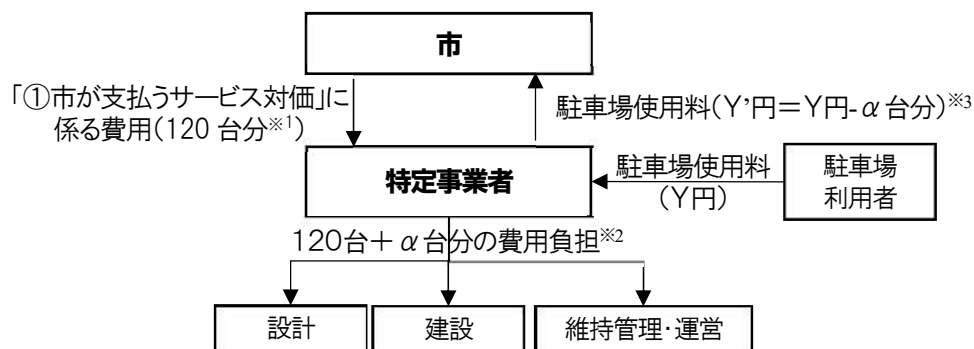 市
「①市が支払うサービス対価」に
係る費用(120 台分※1)
駐車場使用料(Y’円=Y円-α台分)※3
特定事業者
駐車場使用料
(Y円)
駐車場
利用者
120台+α台分の費用負担※2
設計
建設
維持管理・運営